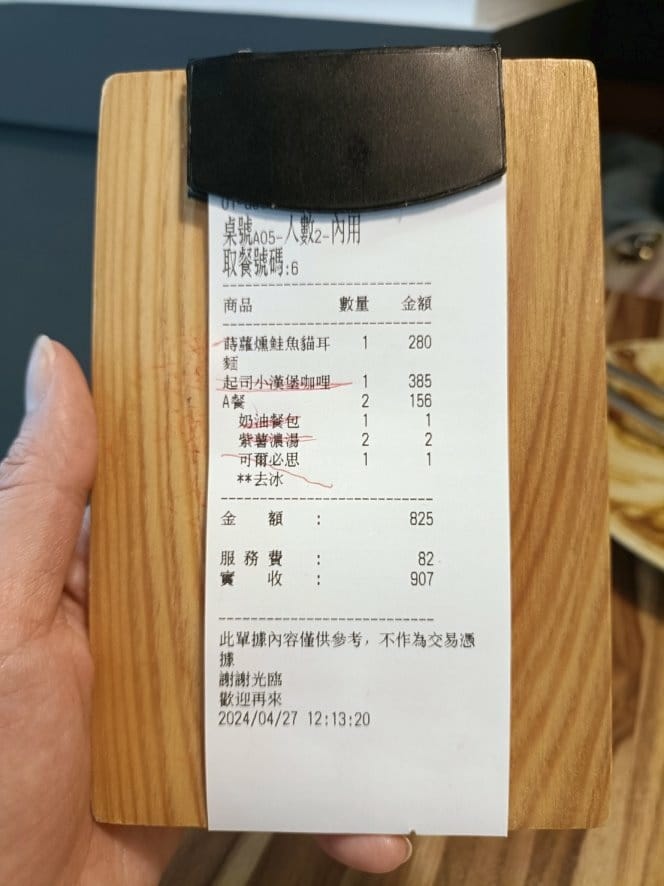 桌號A05-人數2-內用
取餐號碼:6
商品 數量 金額
蒔蘿燻鮭魚貓耳 1 280
麵
起司小漢堡咖哩 1 385
A餐 2 156
奶油餐包 1 1
紫薯濃湯 2 2
可爾必思 1 1
**去冰
金 額 : 825
服 務 費 : 82
實 收 : 907
此單據內容僅供參考,不作為交易憑
據
謝謝光臨
歡迎再來
2024/04/27 12:13:20